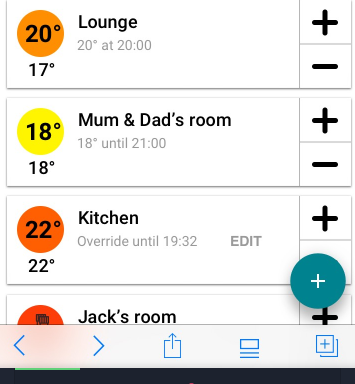 20°
Lounge
20° at 20:00
17°
18°
Mum & Dad's room
18° until 21:00
18°
22°
Kitchen
Override until 19:32 EDIT
22°
Jack's room